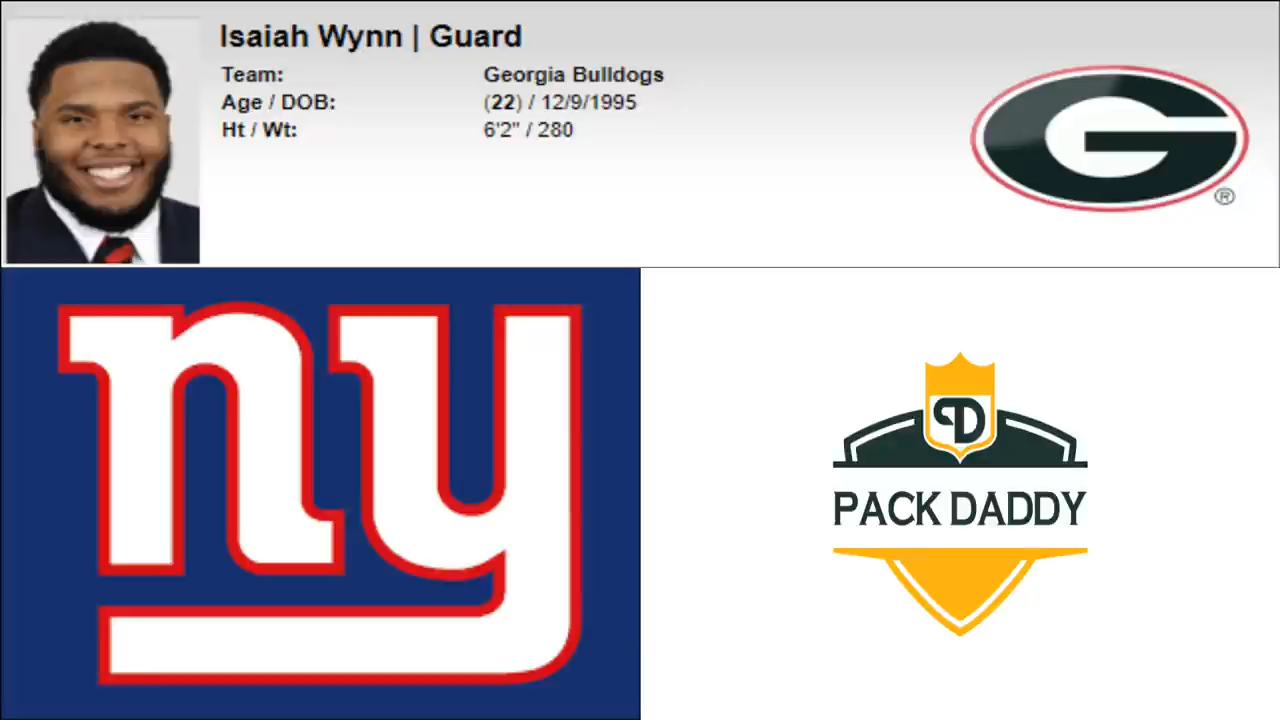 Isaiah Wynn | Guard
Team: Georgia Bulldogs
Age / DOB: (22) / 12/9/1995
Ht / Wt: 6'2" / 280
G
®
ny
PD
PACK DADDY